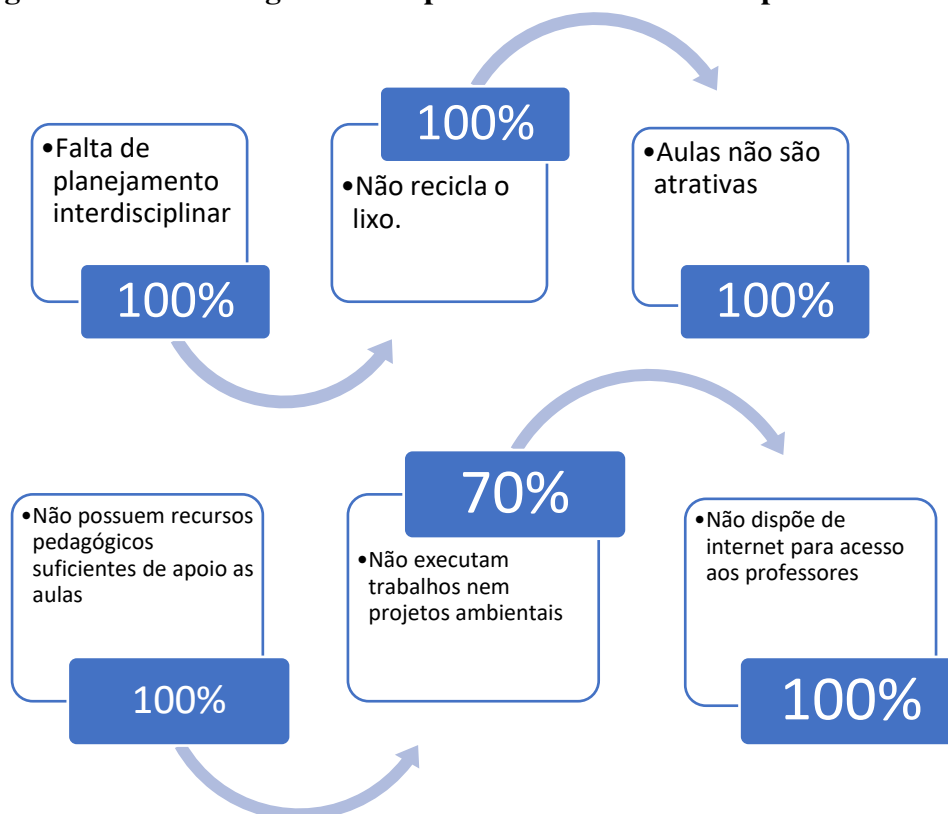 100%
•Falta de
planejamento
interdisciplinar
100%
•Não recicla o
lixo.
•Aulas não são
atrativas
100%
70%
•Não possuem recursos
pedagógicos
suficientes de apoio as
aulas
100%
•Não executam
trabalhos nem
projetos ambientais
•Não dispõe de
internet para acesso
aos professores
100%